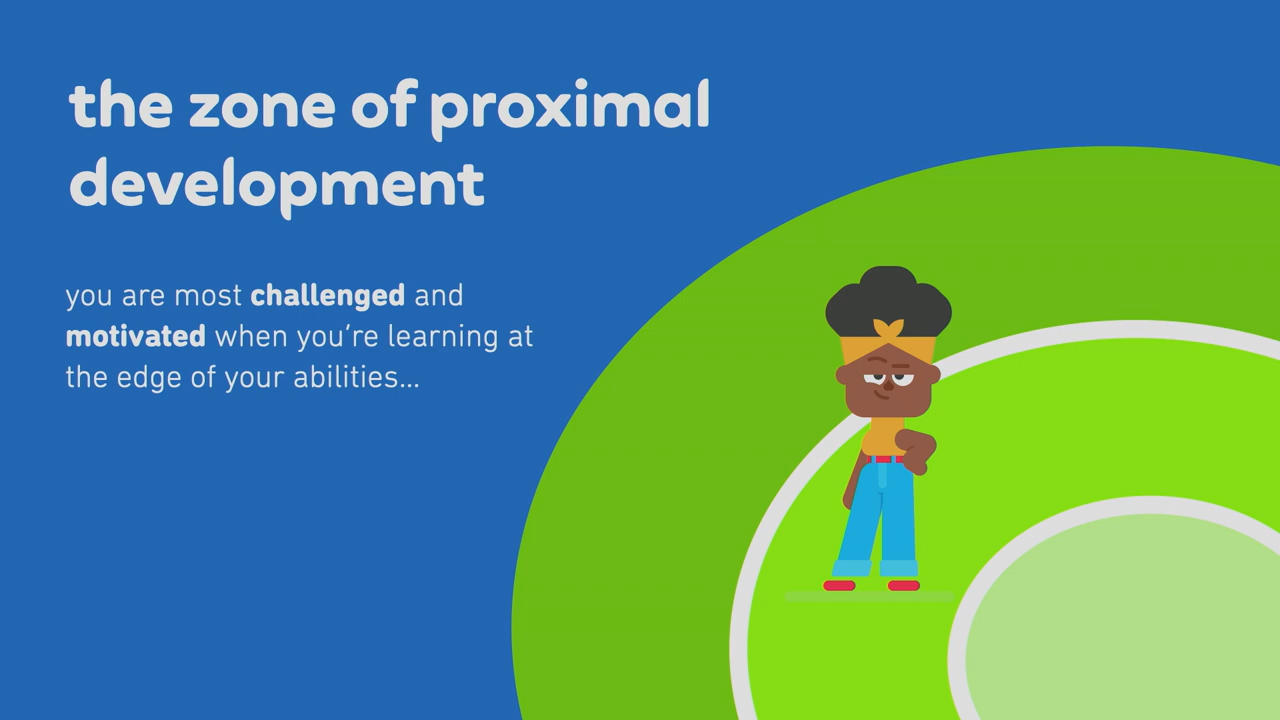 the zone of proximal
development
you are most challenged and
motivated when you're learning at
the edge of your abilities...